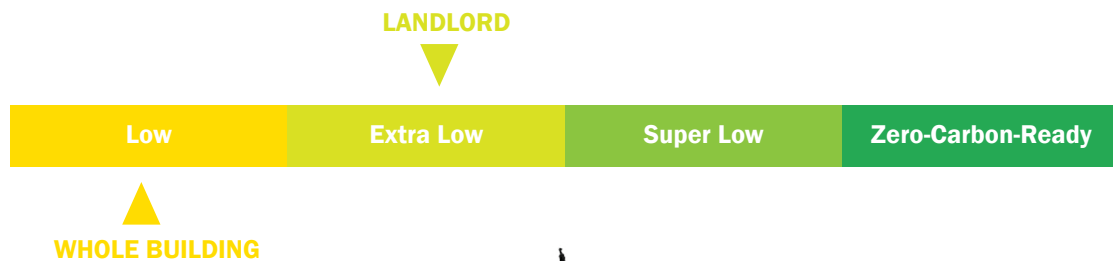 LANDLORD
Low Extra Low Super Low Zero-Carbon-Ready
WHOLE BUILDING